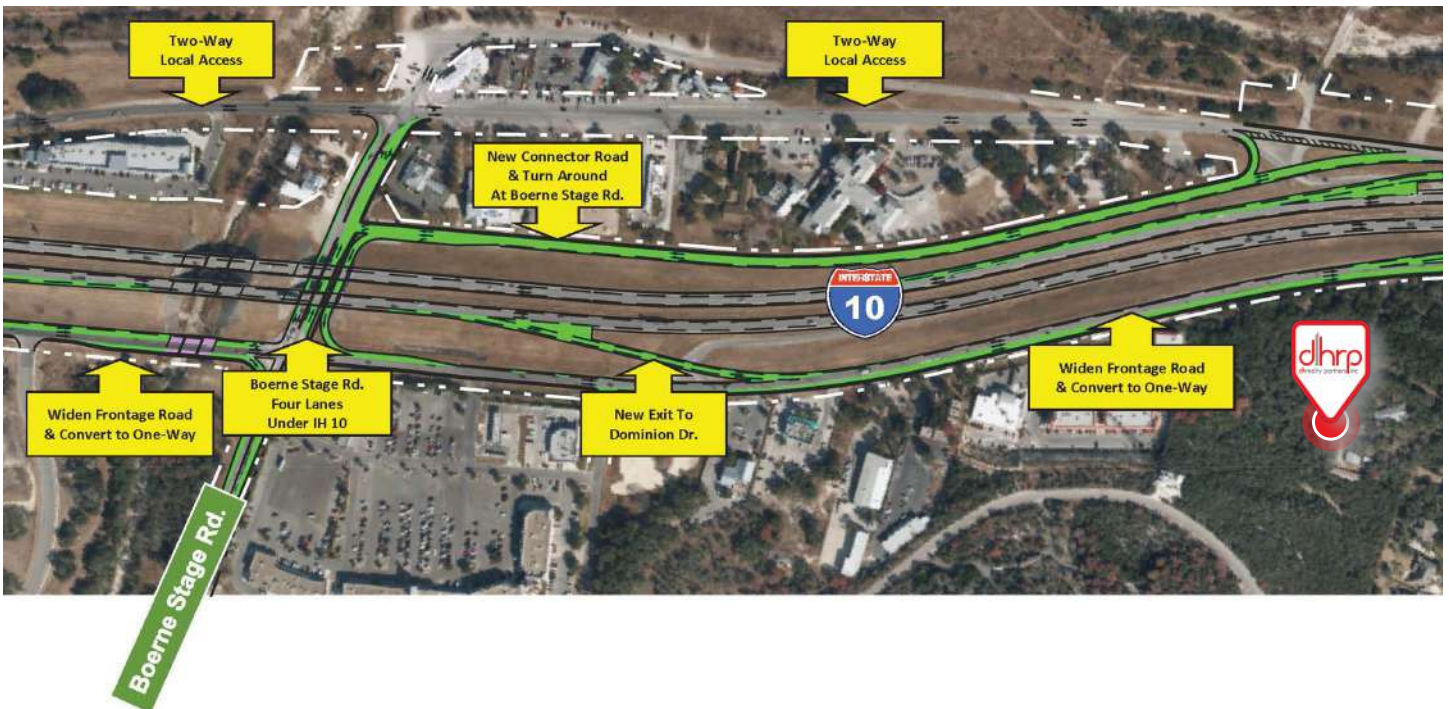 Two-Way
Local Access
Two-Way
Local Access
New Connector Road
& Turn Around
At Boerne Stage Rd.
INTERSTATE
10
dhrp
Widen Frontage Road
& Convert to One-Way
Boerne Stage Rd.
Four Lanes
Under IH 10
New Exit To
Dominion Dr.
Widen Frontage Road
& Convert to One-Way
Boerne Stage Rd.